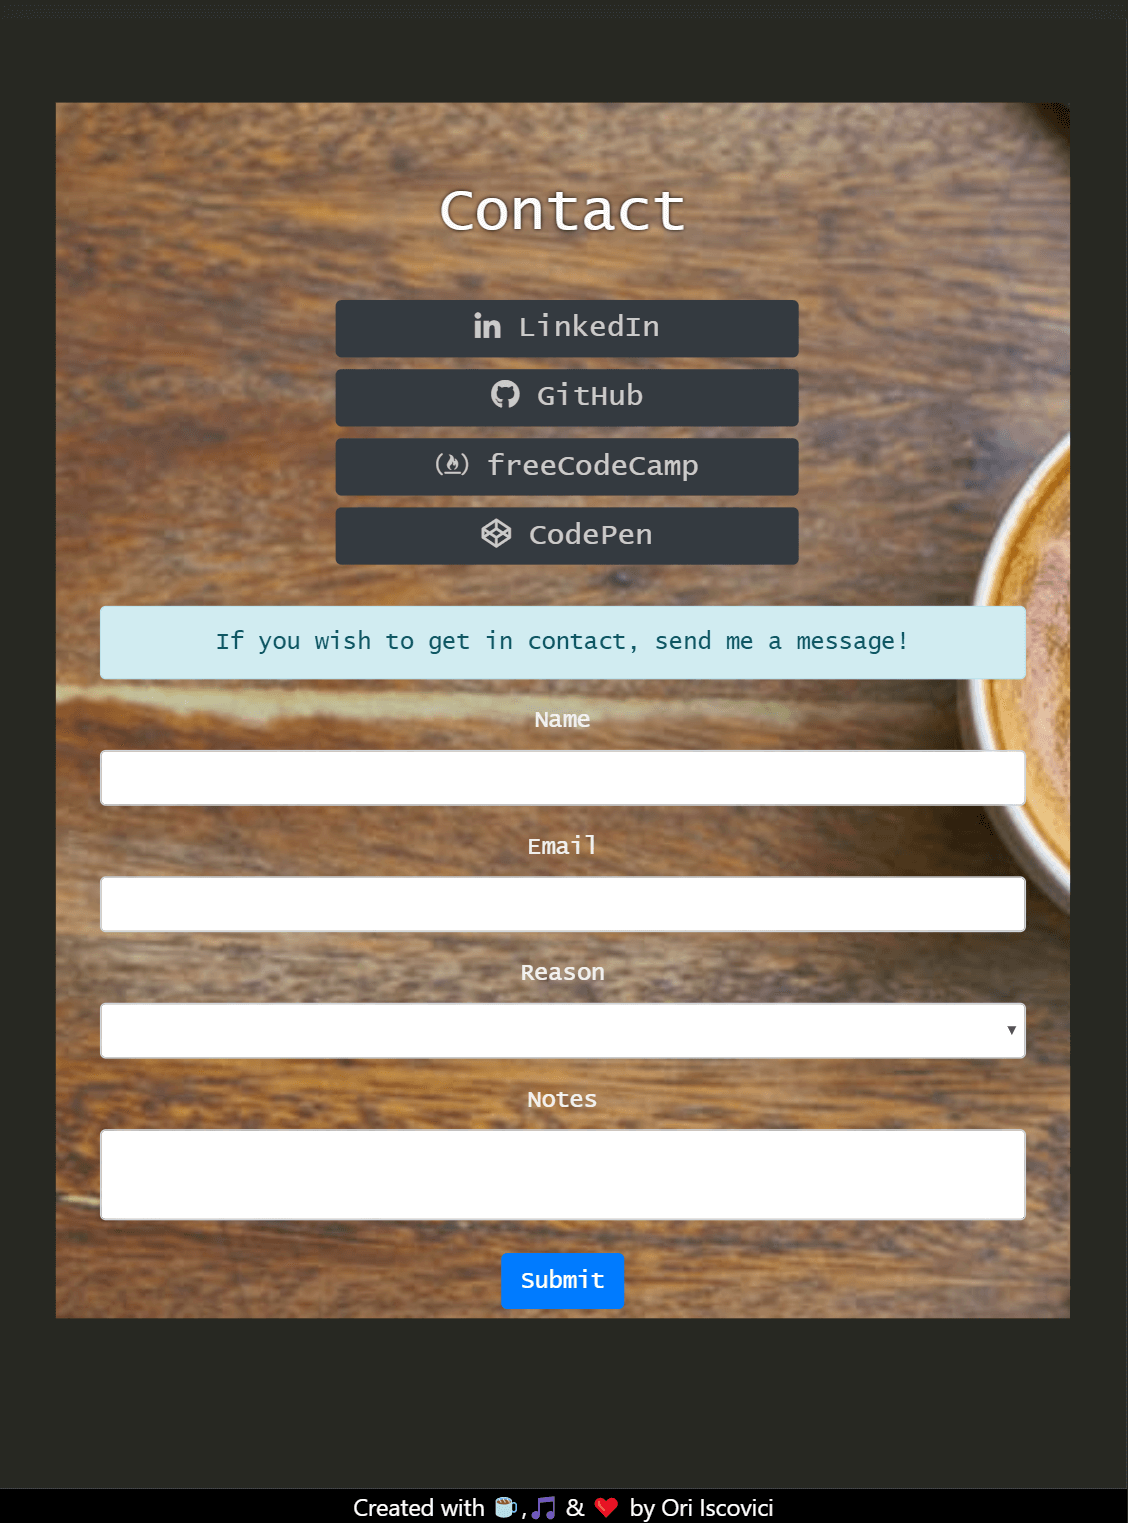 Contact
LinkedIn
GitHub
freeCodeCamp
CodePen
If you wish to get in contact, send me a message!
Name
Email
Reason
Notes
Submit
Created with ☕,🎵 & ❤ by Ori Iscovici